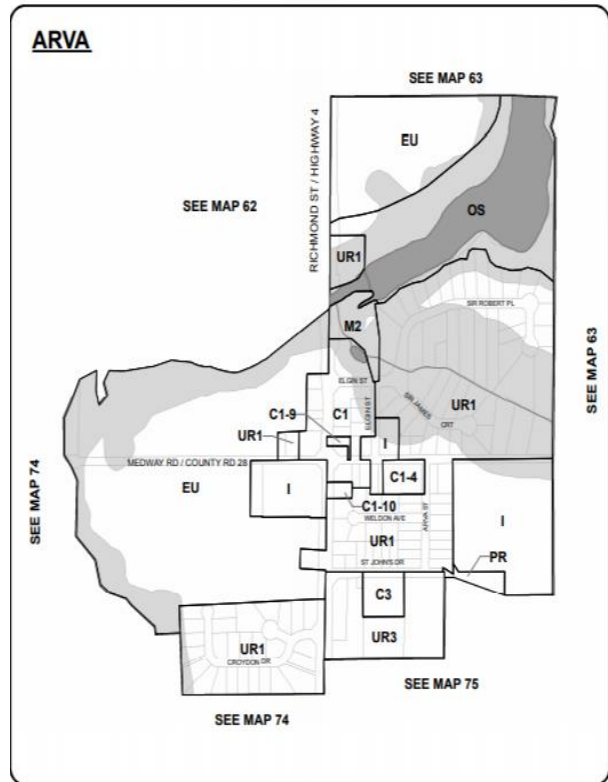 ARVA
SEE MAP 63
RICHMOND ST / HIGHWAY 4
EU
SEE MAP 62
OS
UR1
SIR ROBERT PL
M2
SEE MAP 63
ELGIN ST
C1-9
C1
ELGIN ST
SIR JAMES
CRT
UR1
UR1
I
MEDWAY RD / COUNTY RD 28
C1-4
SEE MAP 74
EU
I
C1-10
WELDON AVE
ARVA ST
I
UR1
PR
ST JOHN'S DR
C3
UR1
CROYDON DR
UR3
SEE MAP 75
SEE MAP 74